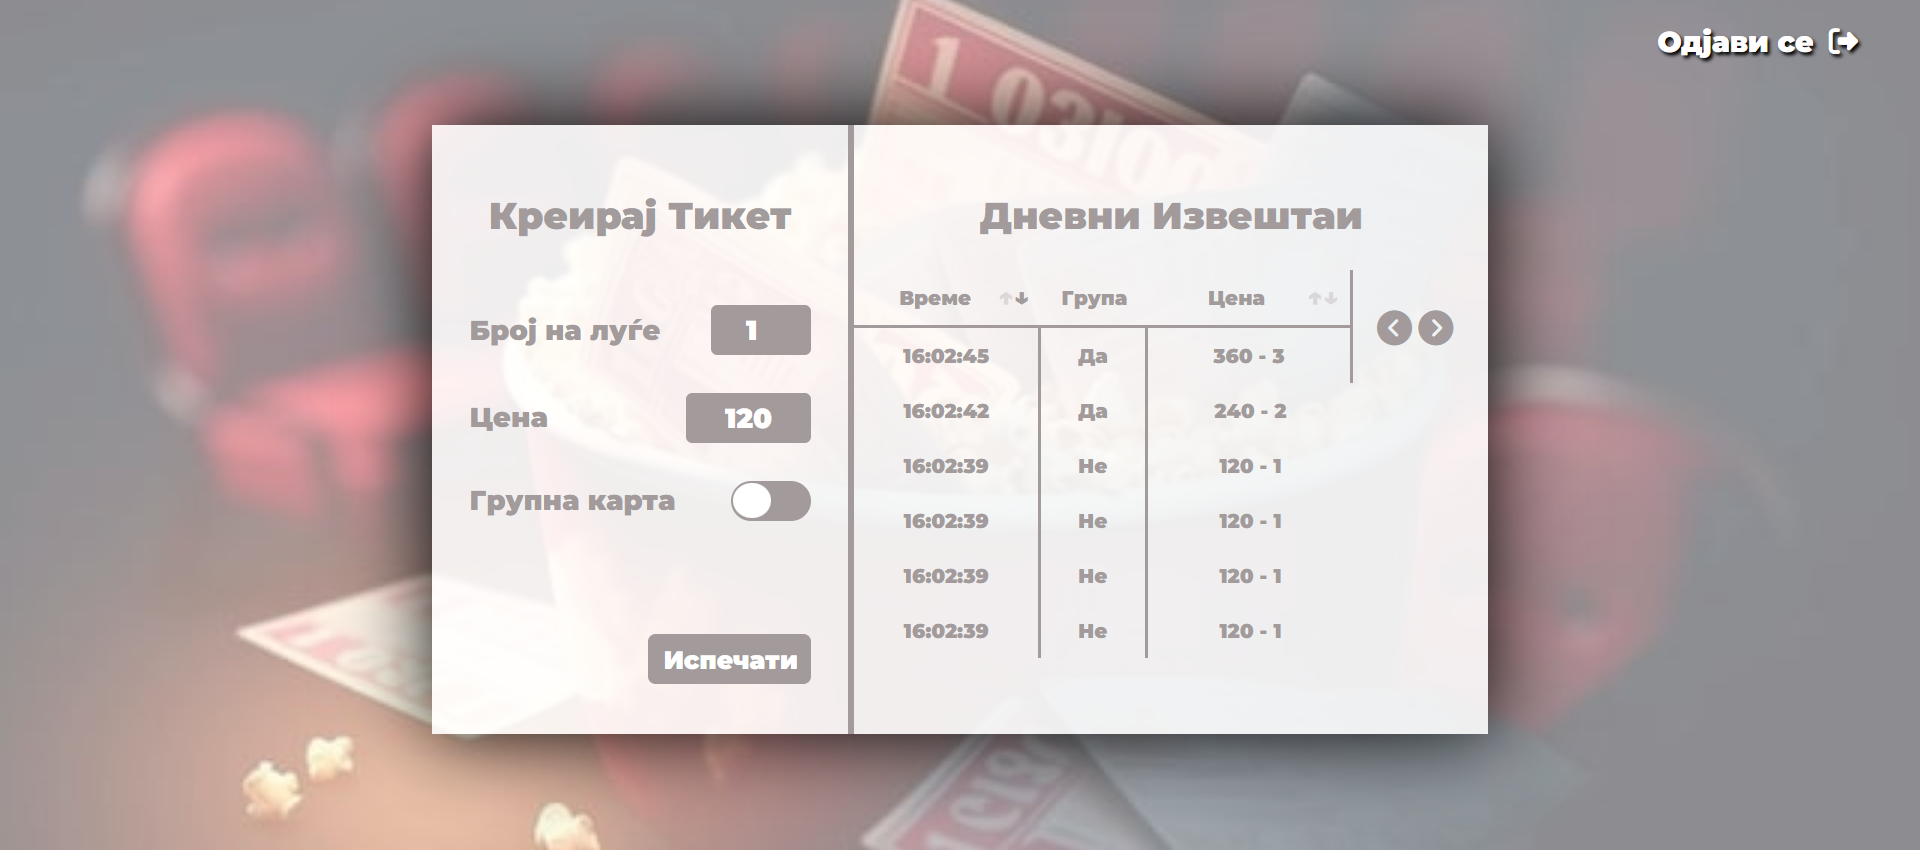 Одјави се
1 03100
Креирај Тикет
Број на луѓе 1
Цена 120
Групна карта
Испечати
Дневни Извештаи
Време Група Цена
16:02:45 Да 360 - 3
16:02:42 Да 240 - 2
16:02:39 Не 120 - 1
16:02:39 Не 120 - 1
16:02:39 Не 120 - 1
16:02:39 Не 120 - 1